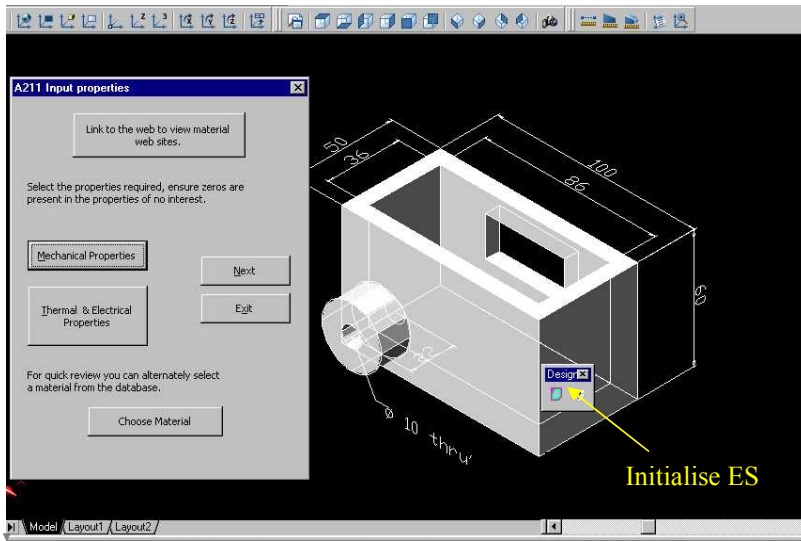 A211 Input properties
Link to the web to view material
web sites.
Select the properties required, ensure zeros are
present in the properties of no interest.
Mechanical Properties
Next
Thermal & Electrical
Properties
Exit
For quick review you can alternately select
a material from the database.
Choose Material
50
36
100
86
60
Ø 10 thru'
Design
Initialise ES
Model
Layout1
Layout2